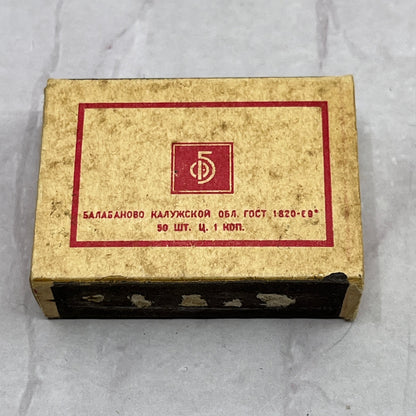 Б
БАЛАБАНОВО КАЛУЖСКОЙ ОБЛ. ГОСТ 1820-69*
50 ШТ. Ц. 1 КОП.